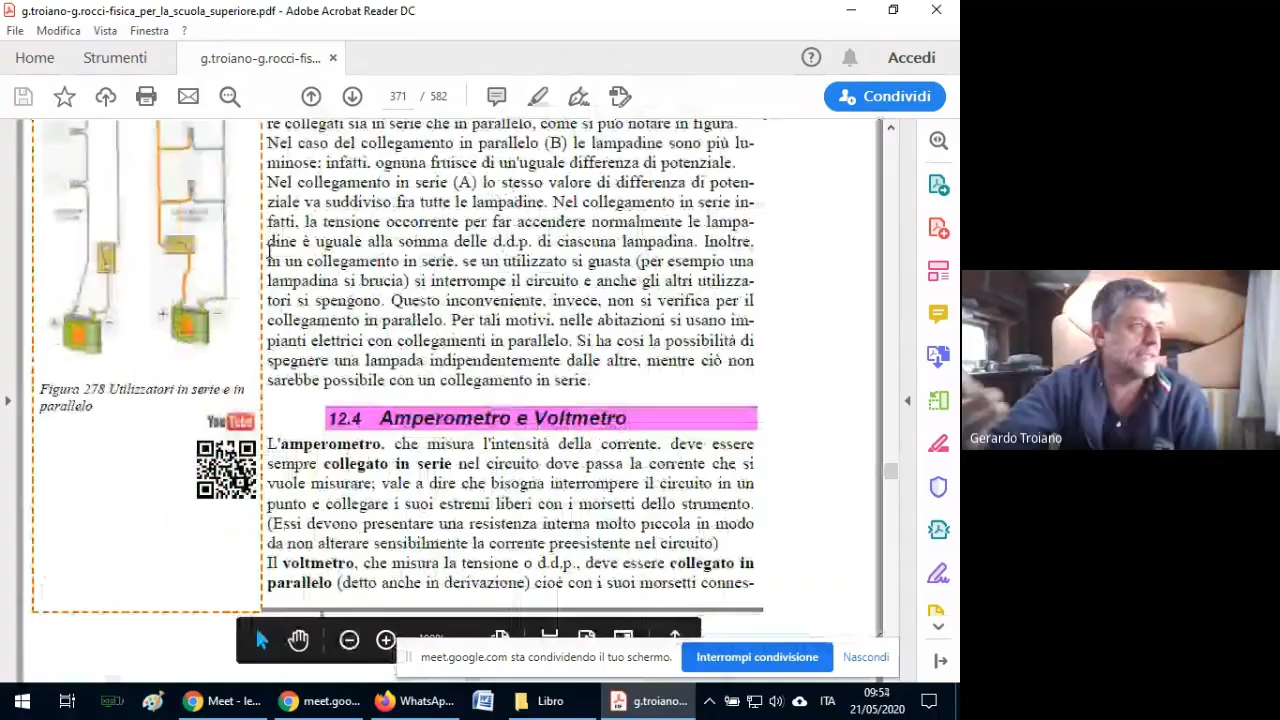 g.troiano-g.rocci-fisica_per_la_scuola_superiore.pdf - Adobe Acrobat Reader DC
File Modifica Vista Finestra ?
Home Strumenti g.troiano-g.rocci-fis... × Accedi
371 / 582 Condividi
re collegati sia in serie che in parallelo, come si può notare in figura.
Nel caso del collegamento in parallelo (B) le lampadine sono più lu-
minose: infatti, ognuna fruisce di un'uguale differenza di potenziale.
Nel collegamento in serie (A) lo stesso valore di differenza di poten-
ziale va suddiviso fra tutte le lampadine. Nel collegamento in serie in-
fatti, la tensione occorrente per far accendere normalmente le lampa-
dine è uguale alla somma delle d.d.p. di ciascuna lampadina. Inoltre,
in un collegamento in serie, se un utilizzato si guasta (per esempio una
lampadina si brucia) si interrompe il circuito e anche gli altri utilizza-
tori si spengono. Questo inconveniente, invece, non si verifica per il
collegamento in parallelo. Per tali motivi, nelle abitazioni si usano im-
pianti elettrici con collegamenti in parallelo. Si ha così la possibilità di
spegnere una lampada indipendentemente dalle altre, mentre ciò non
sarebbe possibile con un collegamento in serie.
Figura 278 Utilizzatori in serie e in
parallelo
You Tube
12.4 Amperometro e Voltmetro
L'amperometro, che misura l'intensità della corrente, deve essere
sempre collegato in serie nel circuito dove passa la corrente che si
vuole misurare; vale a dire che bisogna interrompere il circuito in un
punto e collegare i suoi estremi liberi con i morsetti dello strumento.
(Essi devono presentare una resistenza interna molto piccola in modo
da non alterare sensibilmente la corrente preesistente nel circuito)
Il voltmetro, che misura la tensione o d.d.p., deve essere collegato in
parallelo (detto anche in derivazione) cioè con i suoi morsetti connes-
Gerardo Troiano
meet.google.com sta condividendo il tuo schermo. Interrompi condivisione Nascondi
Meet - le... meet.goo... WhatsAp... Libro g.troiano... ITA
09:54
21/05/2020